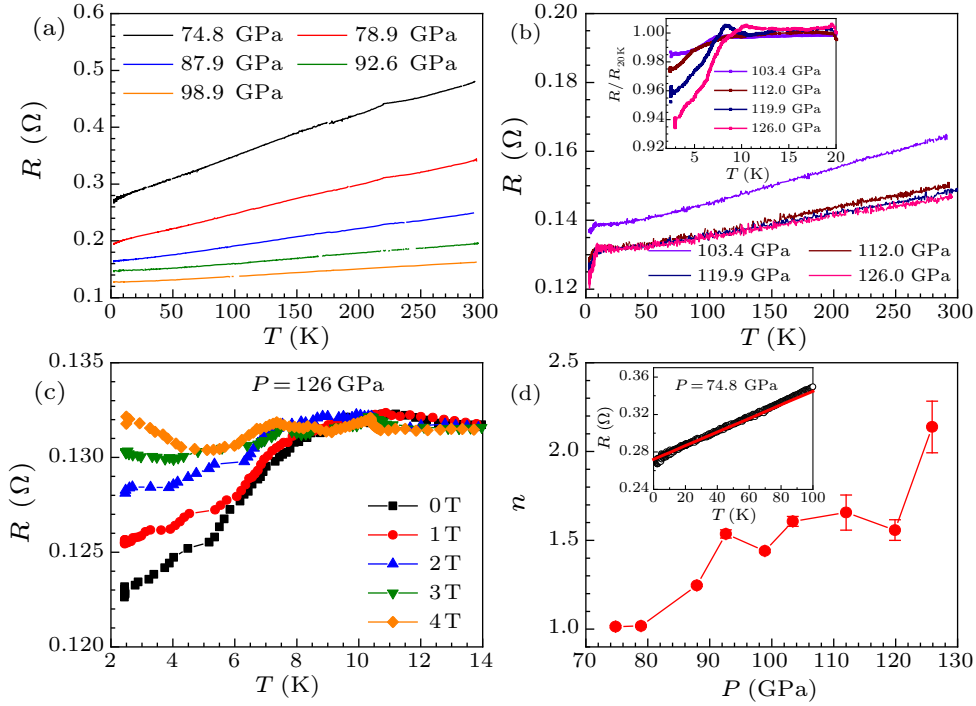 (a)
74.8 GPa
78.9 GPa
87.9 GPa
92.6 GPa
98.9 GPa
R (Ω)
0.6
0.5
0.4
0.3
0.2
0.1
0 50 100 150 200 250 300
T (K)
(b)
R (Ω)
0.20
0.18
0.16
0.14
0.12
0 50 100 150 200 250 300
T (K)
103.4 GPa
112.0 GPa
119.9 GPa
126.0 GPa
R/R20K
1.00
0.98
0.96
0.94
0.92
5 10 15 20
T (K)
103.4 GPa
112.0 GPa
119.9 GPa
126.0 GPa
(c)
P = 126 GPa
R (Ω)
0.135
0.130
0.125
0.120
2 4 6 8 10 12 14
T (K)
0 T
1 T
2 T
3 T
4 T
(d)
n
2.5
2.0
1.5
1.0
70 80 90 100 110 120 130
P (GPa)
P = 74.8 GPa
R (Ω)
0.36
0.32
0.28
0.24
0 20 40 60 80 100
T (K)